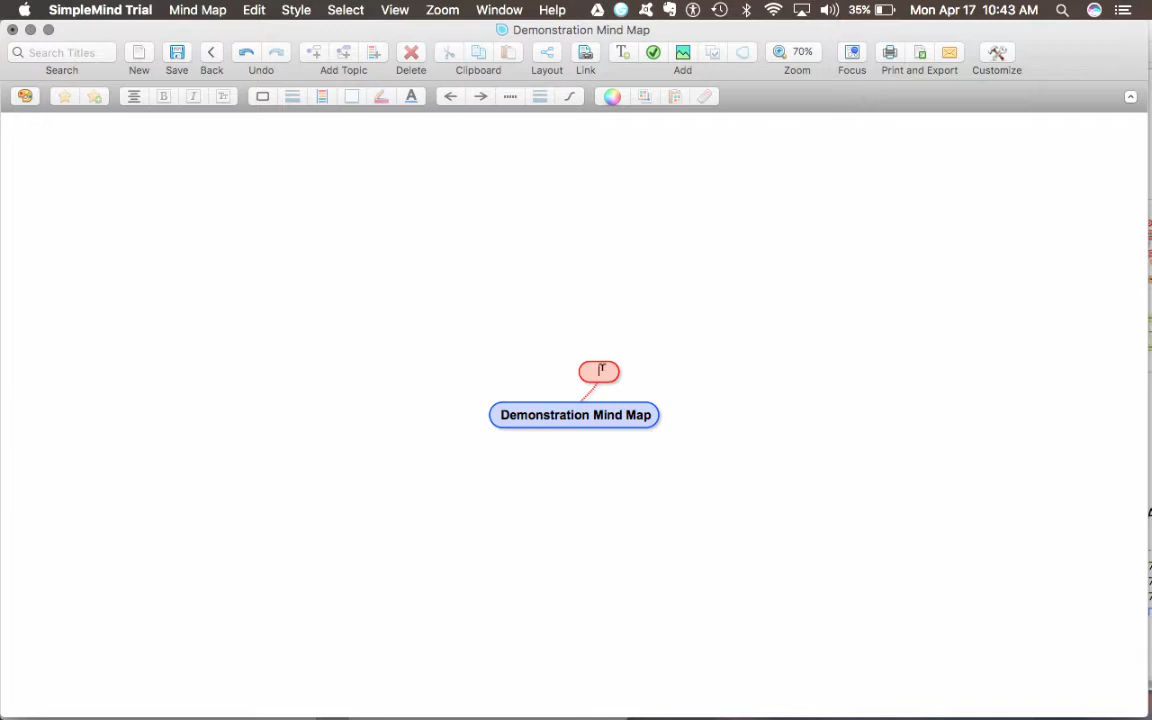 SimpleMind Trial Mind Map Edit Style Select View Zoom Window Help 35% Mon Apr 17 10:43 AM
Demonstration Mind Map
Search Titles 70%
Search New Save Back Undo Add Topic Delete Clipboard Layout Link Add Zoom Focus Print and Export Customize
B I Tr A
Demonstration Mind Map